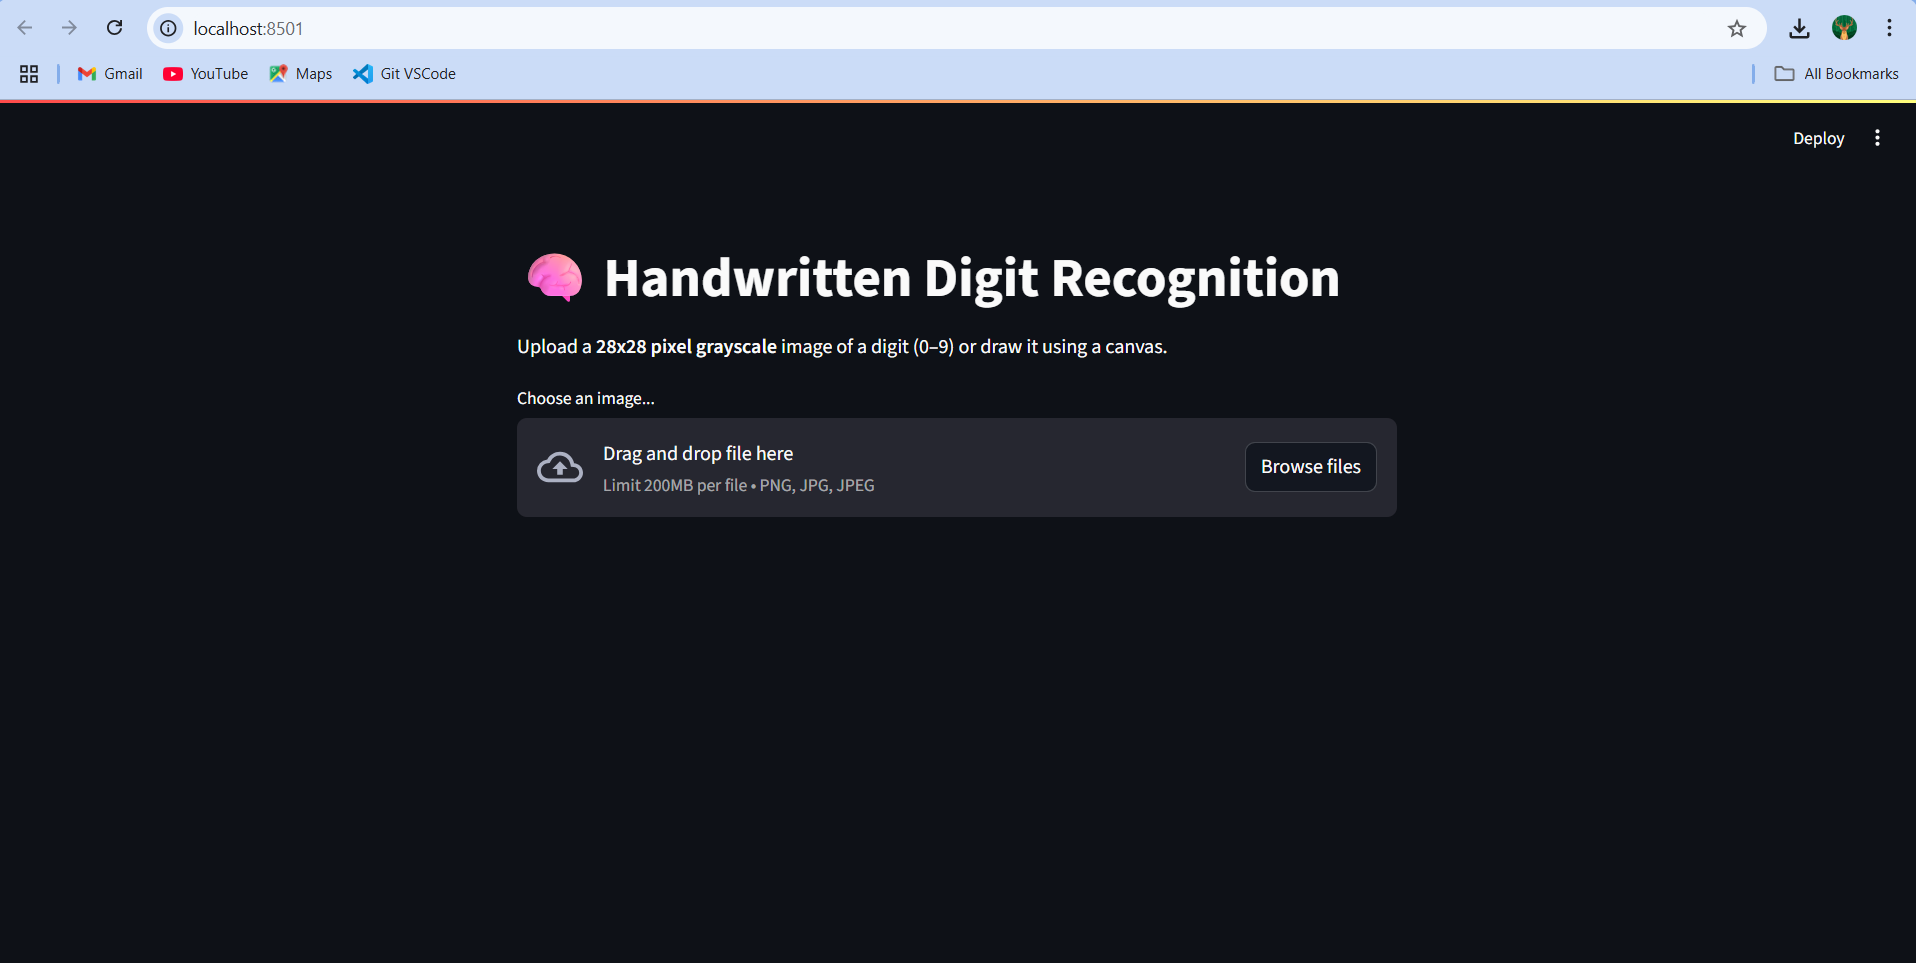 localhost:8501
Gmail YouTube Maps Git VSCode All Bookmarks
Deploy
Handwritten Digit Recognition
Upload a 28x28 pixel grayscale image of a digit (0–9) or draw it using a canvas.
Choose an image...
Drag and drop file here
Limit 200MB per file • PNG, JPG, JPEG
Browse files